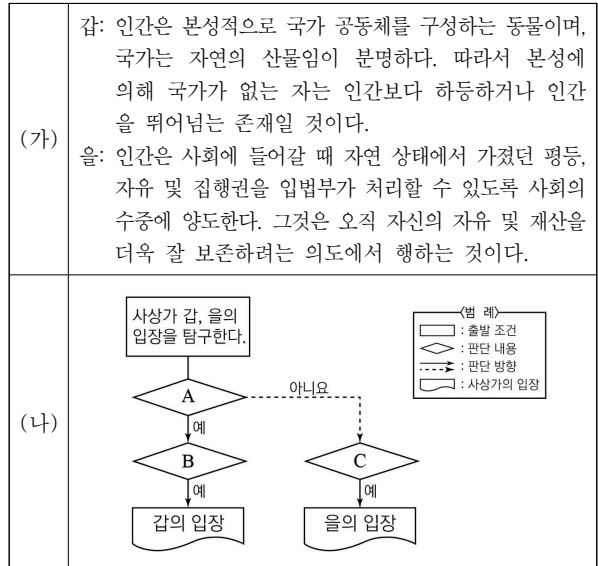 (가)
갑: 인간은 본성적으로 국가 공동체를 구성하는 동물이며,
국가는 자연의 산물임이 분명하다. 따라서 본성에
의해 국가가 없는 자는 인간보다 하등하거나 인간
을 뛰어넘는 존재일 것이다.
을: 인간은 사회에 들어갈 때 자연 상태에서 가졌던 평등,
자유 및 집행권을 입법부가 처리할 수 있도록 사회의
수중에 양도한다. 그것은 오직 자신의 자유 및 재산을
더욱 잘 보존하려는 의도에서 행하는 것이다.
(나)
사상가 갑, 을의
입장을 탐구한다.
<범 례>
: 출발 조건
: 판단 내용
: 판단 방향
: 사상가의 입장
A
아니요
예
B
C
예
예
갑의 입장
을의 입장